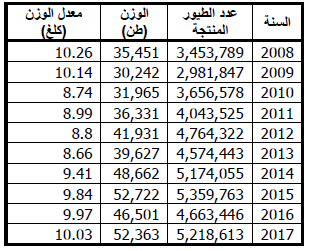 السنة عدد الطيور المنتجة الوزن (طن) معدل الوزن (كلغ)
2008 3,453,789 35,451 10.26
2009 2,981,847 30,242 10.14
2010 3,656,578 31,965 8.74
2011 4,043,525 36,331 8.99
2012 4,764,322 41,931 8.8
2013 4,574,443 39,627 8.66
2014 5,174,055 48,662 9.41
2015 5,359,763 52,722 9.84
2016 4,663,446 46,501 9.97
2017 5,218,613 52,363 10.03